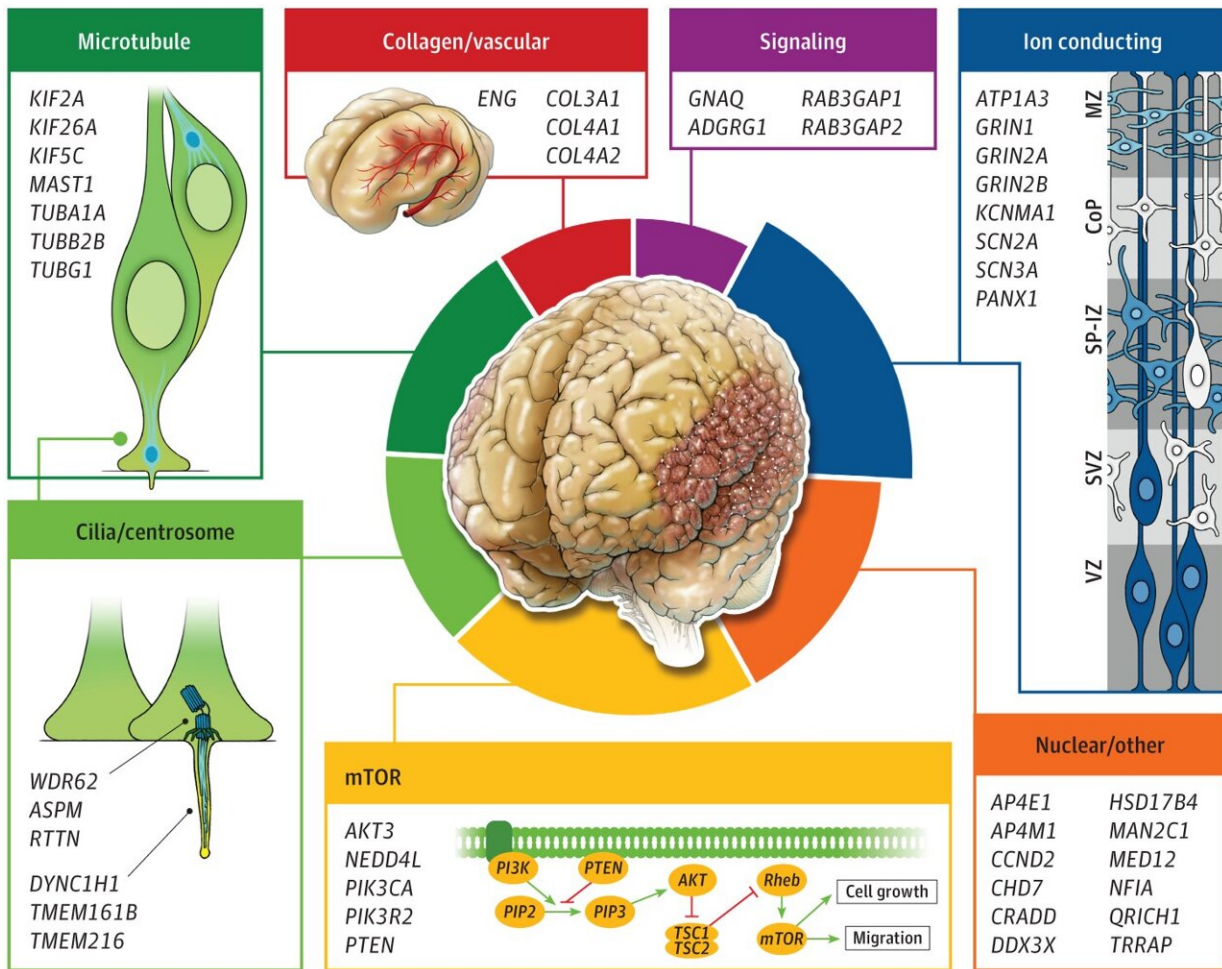 Microtubule
KIF2A
KIF26A
KIF5C
MAST1
TUBA1A
TUBB2B
TUBG1
Collagen/vascular
ENG COL3A1
COL4A1
COL4A2
Signaling
GNAQ RAB3GAP1
ADGRG1 RAB3GAP2
Ion conducting
ATP1A3
GRIN1
GRIN2A
GRIN2B
KCNMA1
SCN2A
SCN3A
PANX1
MZ
CoP
SP-IZ
SVZ
VZ
Cilia/centrosome
WDR62
ASPM
RTTN
DYNC1H1
TMEM161B
TMEM216
mTOR
AKT3
NEDD4L
PIK3CA
PIK3R2
PTEN
PI3K PTEN AKT Rheb
Cell growth
PIP2 PIP3 TSC1
TSC2 mTOR Migration
Nuclear/other
AP4E1 HSD17B4
AP4M1 MAN2C1
CCND2 MED12
CHD7 NFIA
CRADD QRICH1
DDX3X TRRAP